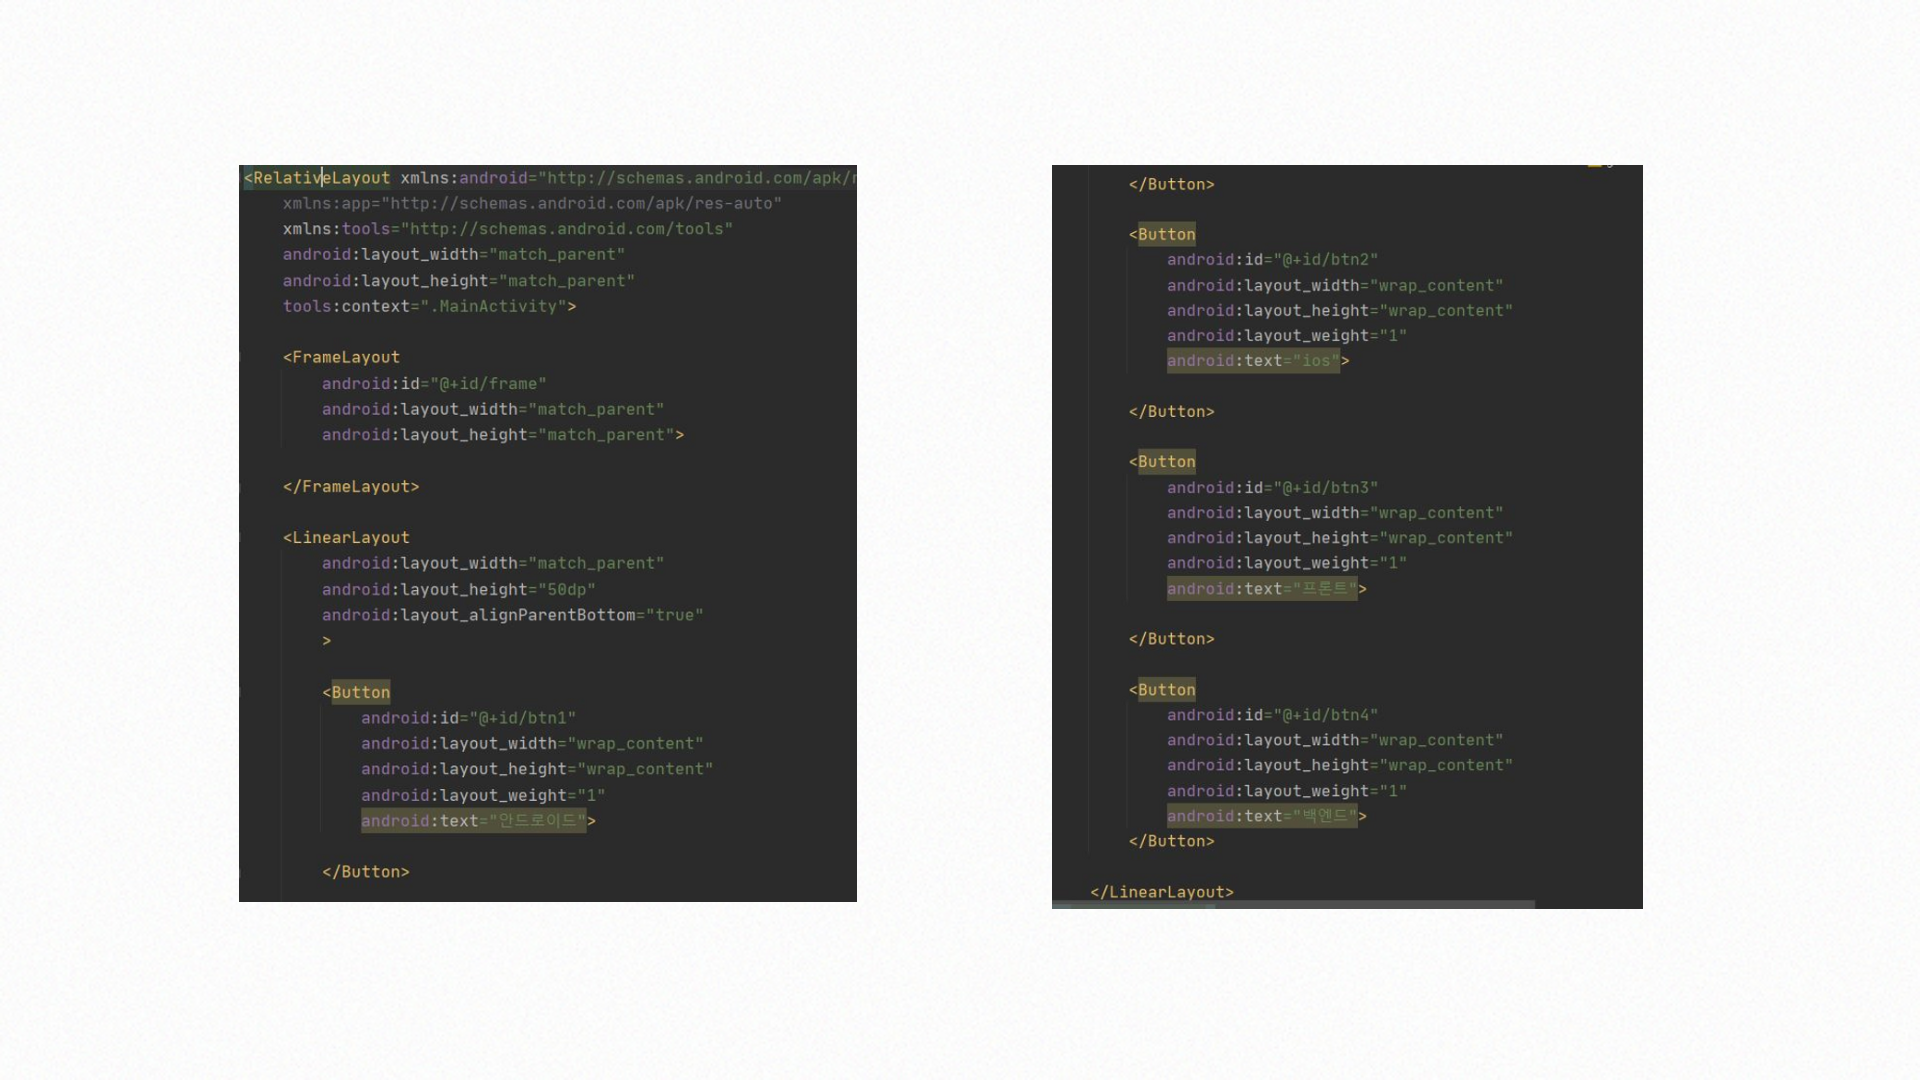 <RelativeLayout xmlns:android="http://schemas.android.com/apk/r
xmlns:app="http://schemas.android.com/apk/res-auto"
xmlns:tools="http://schemas.android.com/tools"
android:layout_width="match_parent"
android:layout_height="match_parent"
tools:context=".MainActivity">
<FrameLayout
android:id="@+id/frame"
android:layout_width="match_parent"
android:layout_height="match_parent">
</FrameLayout>
<LinearLayout
android:layout_width="match_parent"
android:layout_height="50dp"
android:layout_alignParentBottom="true"
>
<Button
android:id="@+id/btn1"
android:layout_width="wrap_content"
android:layout_height="wrap_content"
android:layout_weight="1"
android:text="안드로이드">
</Button>
</Button>
<Button
android:id="@+id/btn2"
android:layout_width="wrap_content"
android:layout_height="wrap_content"
android:layout_weight="1"
android:text="ios">
</Button>
<Button
android:id="@+id/btn3"
android:layout_width="wrap_content"
android:layout_height="wrap_content"
android:layout_weight="1"
android:text="프론트">
</Button>
<Button
android:id="@+id/btn4"
android:layout_width="wrap_content"
android:layout_height="wrap_content"
android:layout_weight="1"
android:text="백엔드">
</Button>
</LinearLayout>